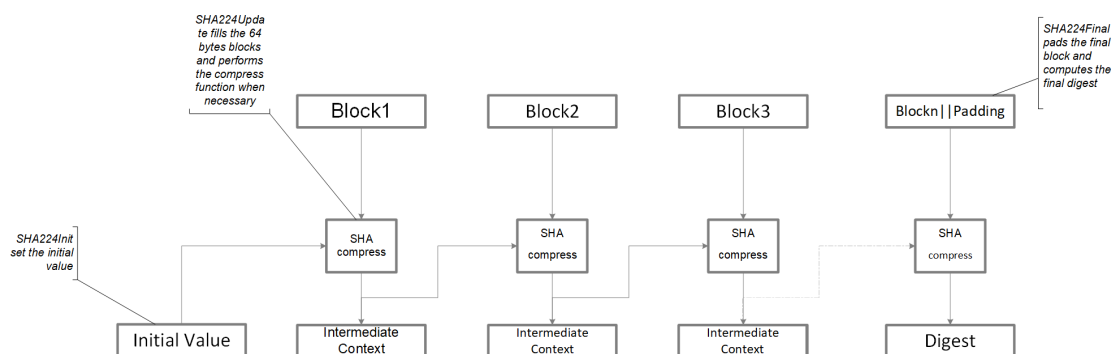 SHA224Upda
te fills the 64
bytes blocks
and performs
the compress
function when
necessary
SHA224Final
pads the final
block and
computes the
final digest
Block1
Block2
Block3
Blockn||Padding
SHA224Init
set the initial
value
SHA
compress
SHA
compress
SHA
compress
SHA
compress
Initial Value
Intermediate
Context
Intermediate
Context
Intermediate
Context
Digest